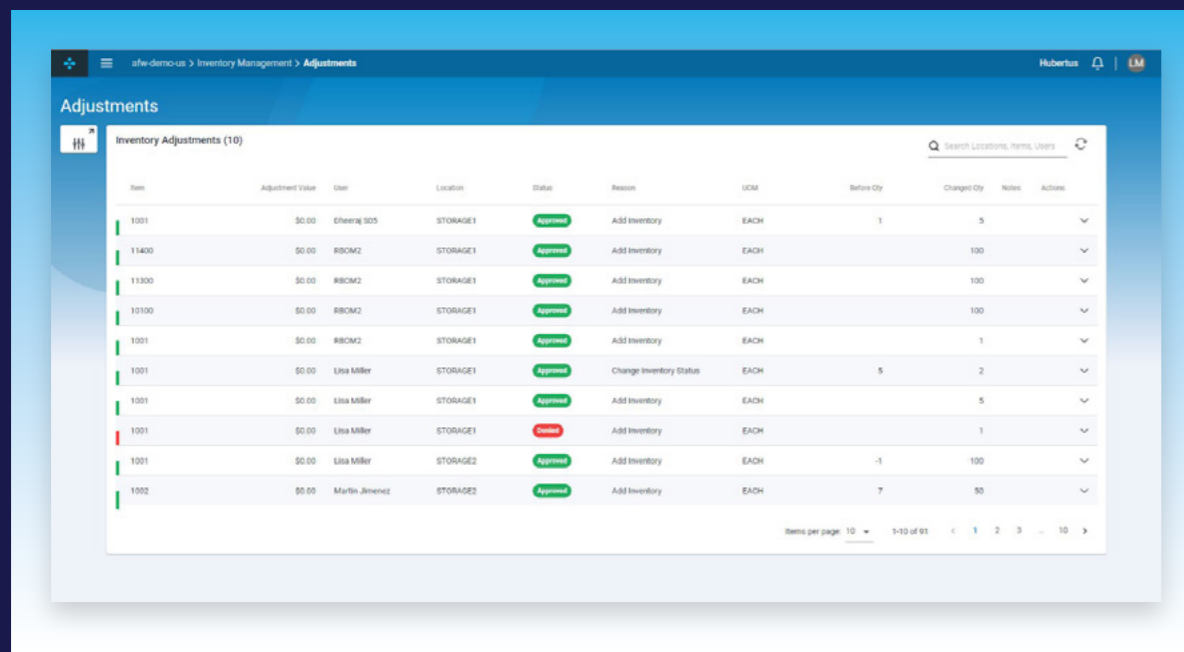 afw-demo-us > Inventory Management > Adjustments Hubertus LM
Adjustments
Inventory Adjustments (10) Search Locations, Items, Users
Item Adjustment Value User Location Status Reason UOM Before Qty Changed Qty Notes Actions
1001 $0.00 Dheeraj SD5 STORAGE1 Approved Add Inventory EACH 1 5
11400 $0.00 RBOM2 STORAGE1 Approved Add Inventory EACH 100
11300 $0.00 RBOM2 STORAGE1 Approved Add Inventory EACH 100
10100 $0.00 RBOM2 STORAGE1 Approved Add Inventory EACH 100
1001 $0.00 RBOM2 STORAGE1 Approved Add Inventory EACH 1
1001 $0.00 Lisa Miller STORAGE1 Approved Change Inventory Status EACH 5 2
1001 $0.00 Lisa Miller STORAGE1 Approved Add Inventory EACH 5
1001 $0.00 Lisa Miller STORAGE1 Denied Add Inventory EACH 1
1001 $0.00 Lisa Miller STORAGE2 Approved Add Inventory EACH -1 100
1002 $0.00 Martin Jimenez STORAGE2 Approved Add Inventory EACH 7 50
Items per page: 10 1-10 of 91 < 1 2 3 ... 10 >